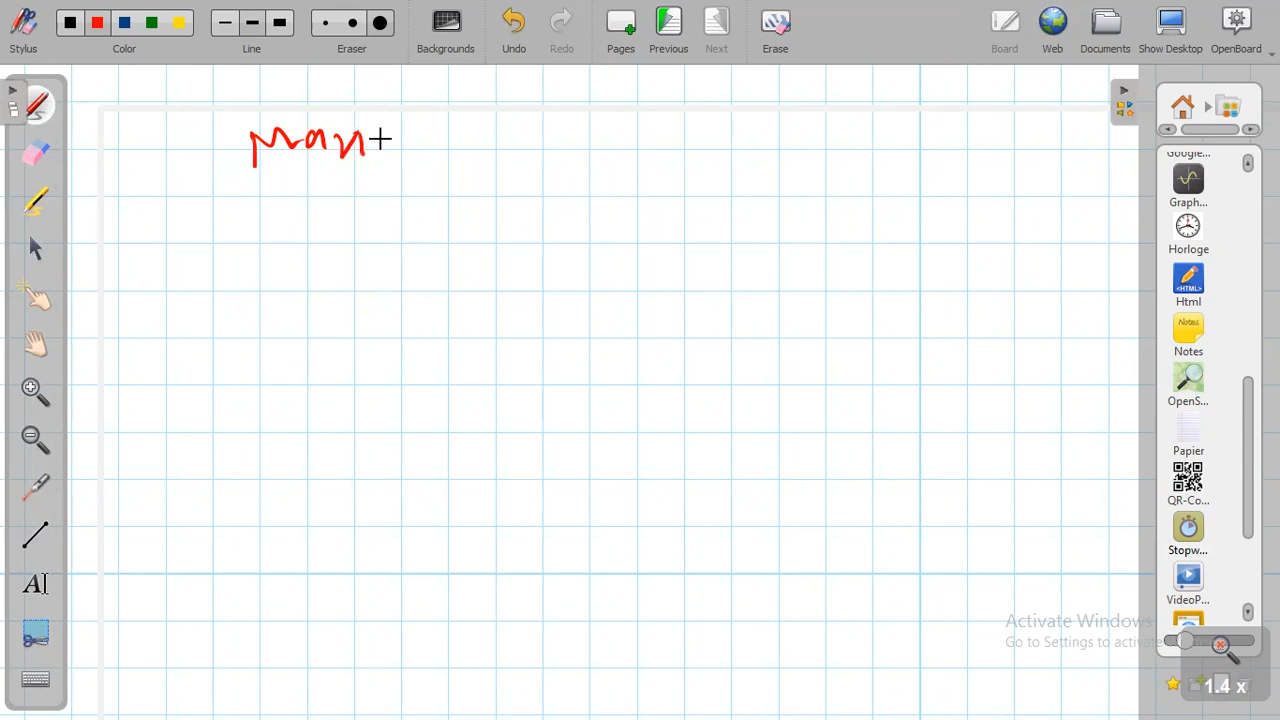 Stylus
Color
Line
Eraser
Backgrounds
Undo
Redo
Pages
Previous
Next
Erase
Board
Web
Documents
Show Desktop
OpenBoard
Man
Google...
Graph...
Horloge
<HTML>
Html
Notes
Notes
OpenS...
Papier
QR-Co...
Stopw...
VideoP...
A
Activate Windows
Go to Settings to activate
1.4 x